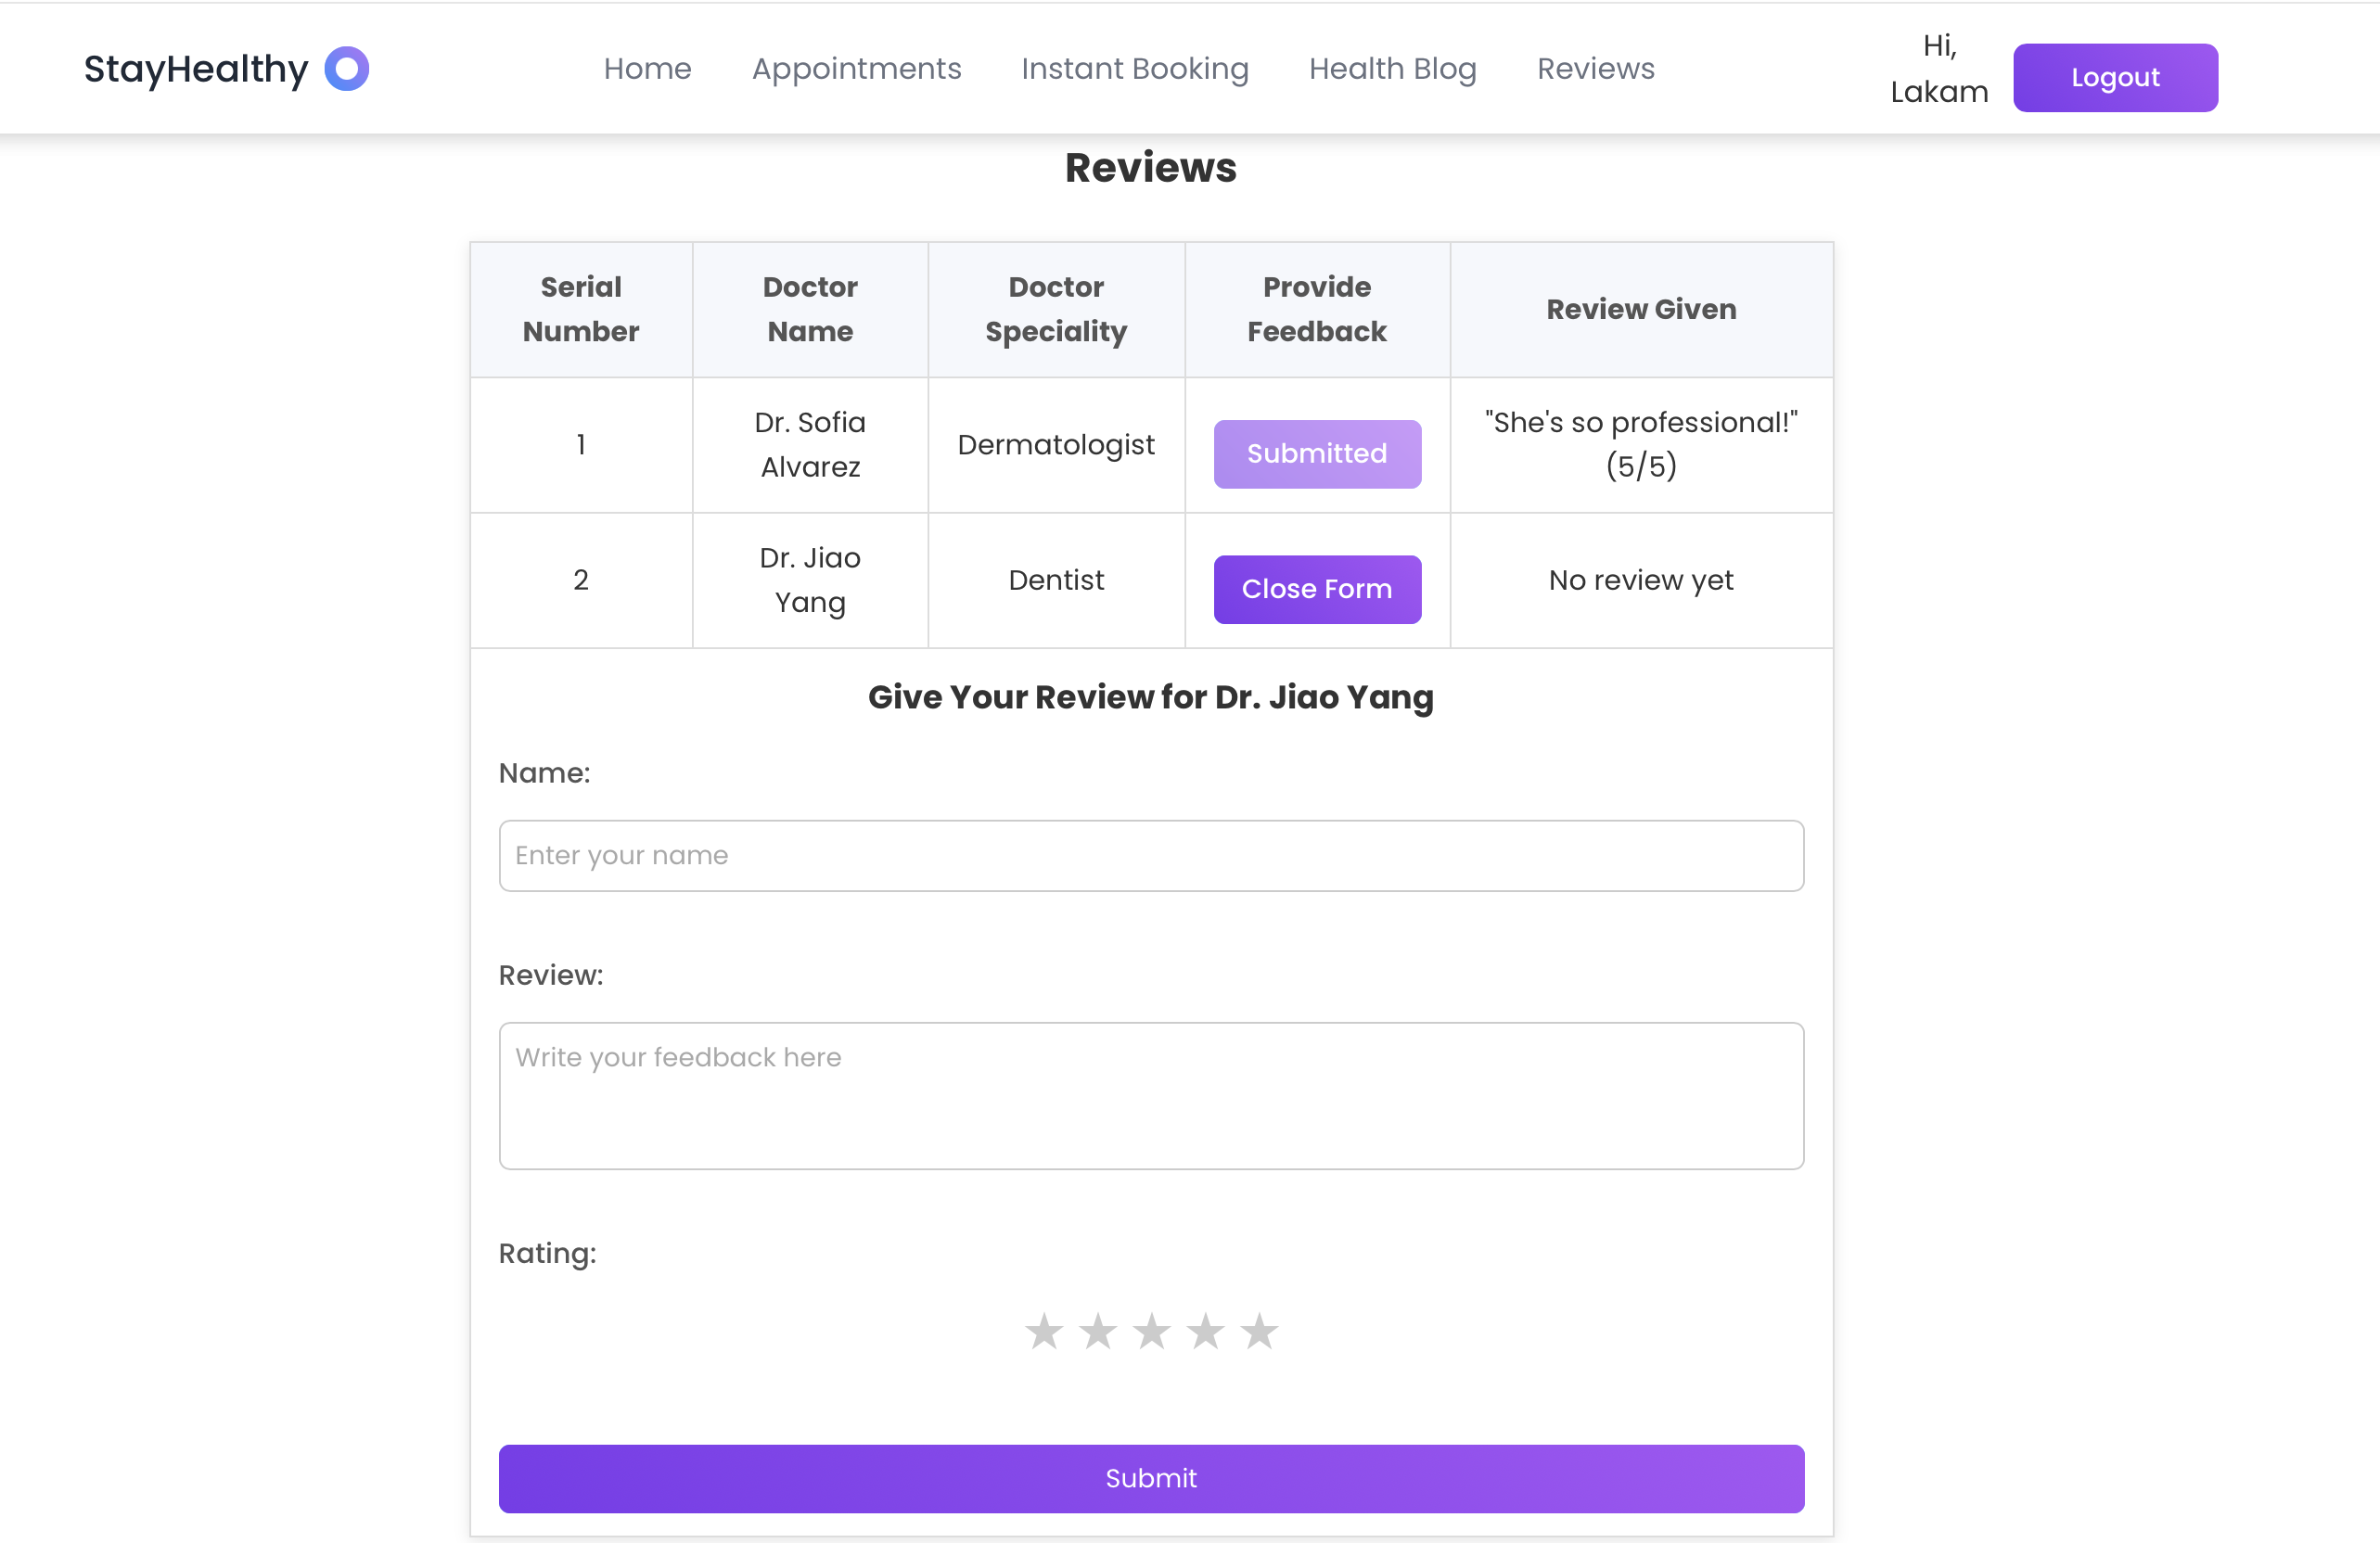 StayHealthy
Home
Appointments
Instant Booking
Health Blog
Reviews
Hi,
Lakam
Logout
Reviews
Serial
Number
Doctor
Name
Doctor
Speciality
Provide
Feedback
Review Given
1
Dr. Sofia
Alvarez
Dermatologist
Submitted
"She's so professional!"
(5/5)
2
Dr. Jiao
Yang
Dentist
Close Form
No review yet
Give Your Review for Dr. Jiao Yang
Name:
Enter your name
Review:
Write your feedback here
Rating:
Submit